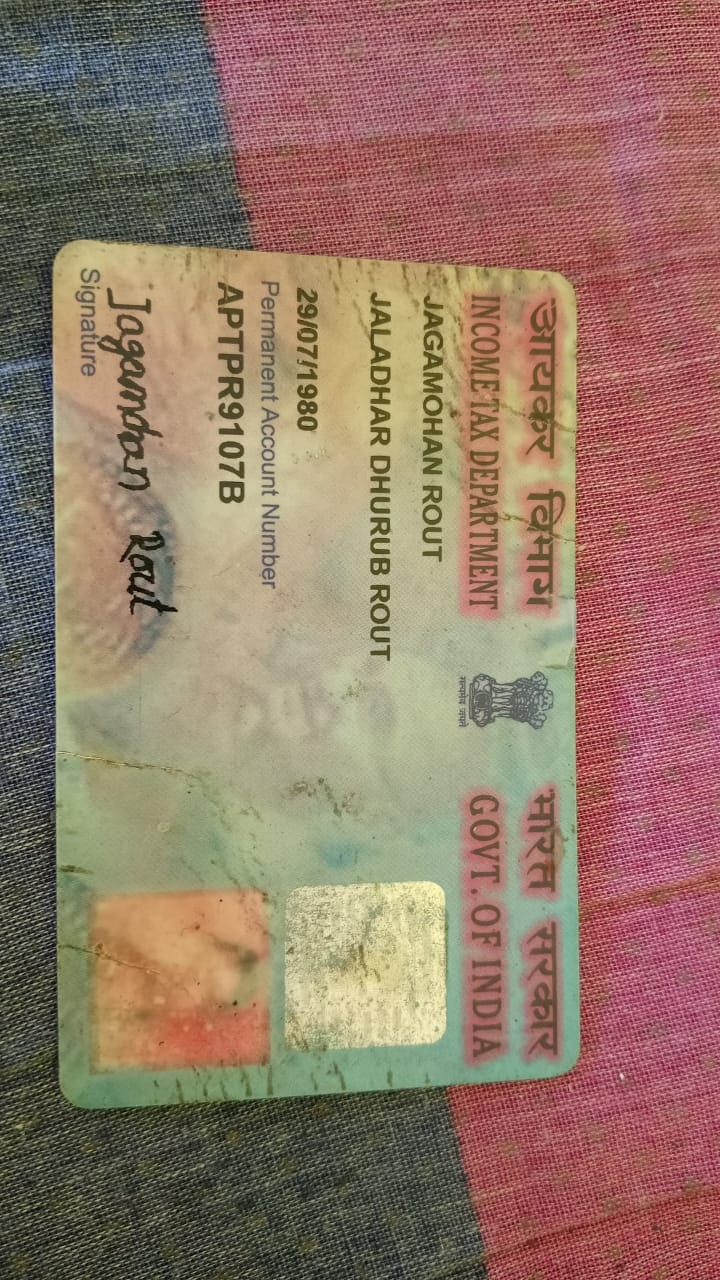 आयकर विभाग
INCOME TAX DEPARTMENT
भारत सरकार
GOVT. OF INDIA
सत्यमेव जयते
JAGAMOHAN ROUT
JALADHAR DHURUB ROUT
29/07/1980
Permanent Account Number
APTPR9107B
Jagamohan Rout
Signature